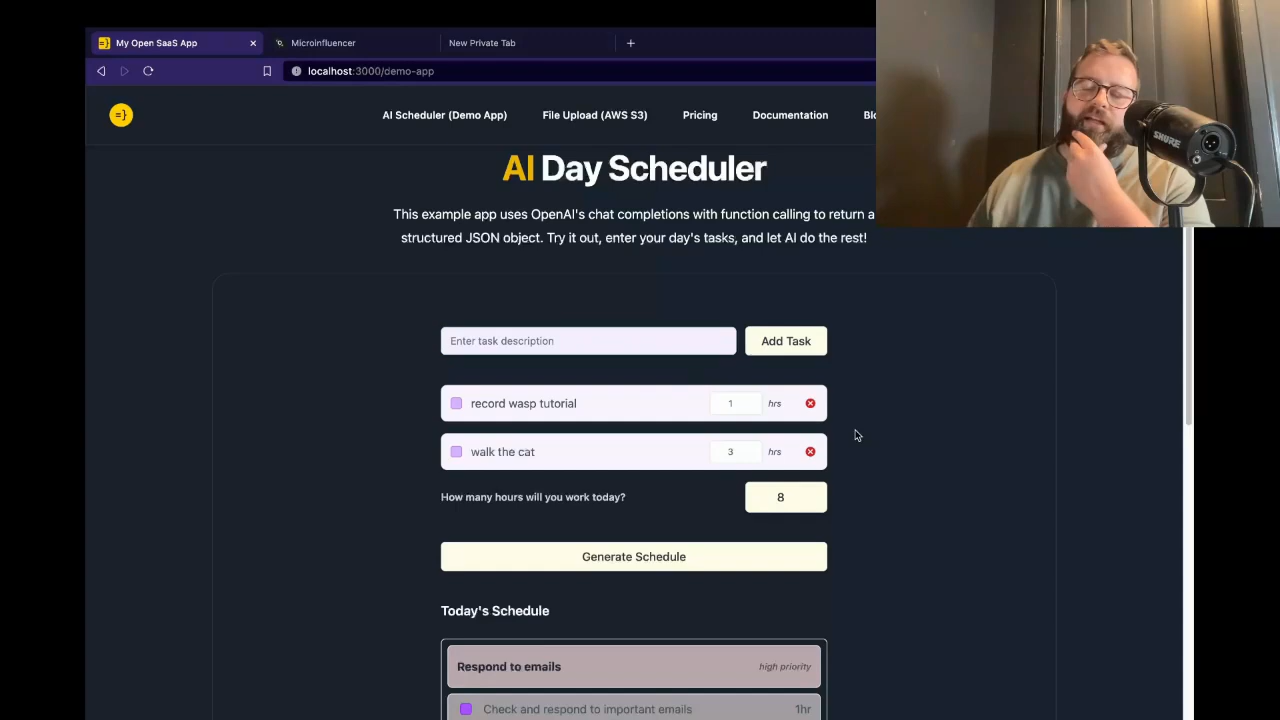 =} My Open SaaS App
Microinfluencer
New Private Tab
localhost:3000/demo-app
=}
AI Scheduler (Demo App)
File Upload (AWS S3)
Pricing
Documentation
AI Day Scheduler
This example app uses OpenAI's chat completions with function calling to return a
structured JSON object. Try it out, enter your day's tasks, and let AI do the rest!
Enter task description
Add Task
record wasp tutorial
1
hrs
walk the cat
3
hrs
How many hours will you work today?
8
Generate Schedule
Today's Schedule
Respond to emails
high priority
Check and respond to important emails
1hr
SHURE